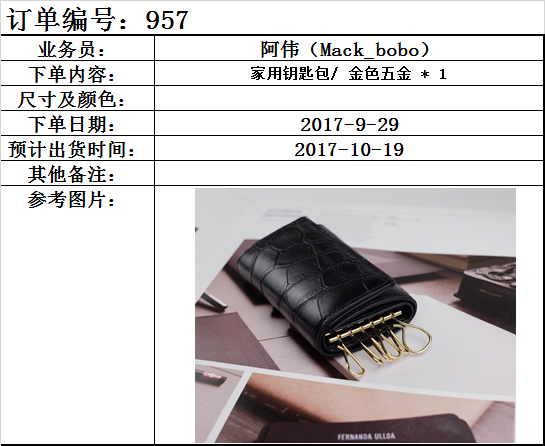 订单编号：957
业务员： 阿伟（Mack_bobo）
下单内容： 家用钥匙包/ 金色五金 * 1
尺寸及颜色：
下单日期： 2017-9-29
预计出货时间： 2017-10-19
其他备注：
参考图片：
FERNANDA ULLOA